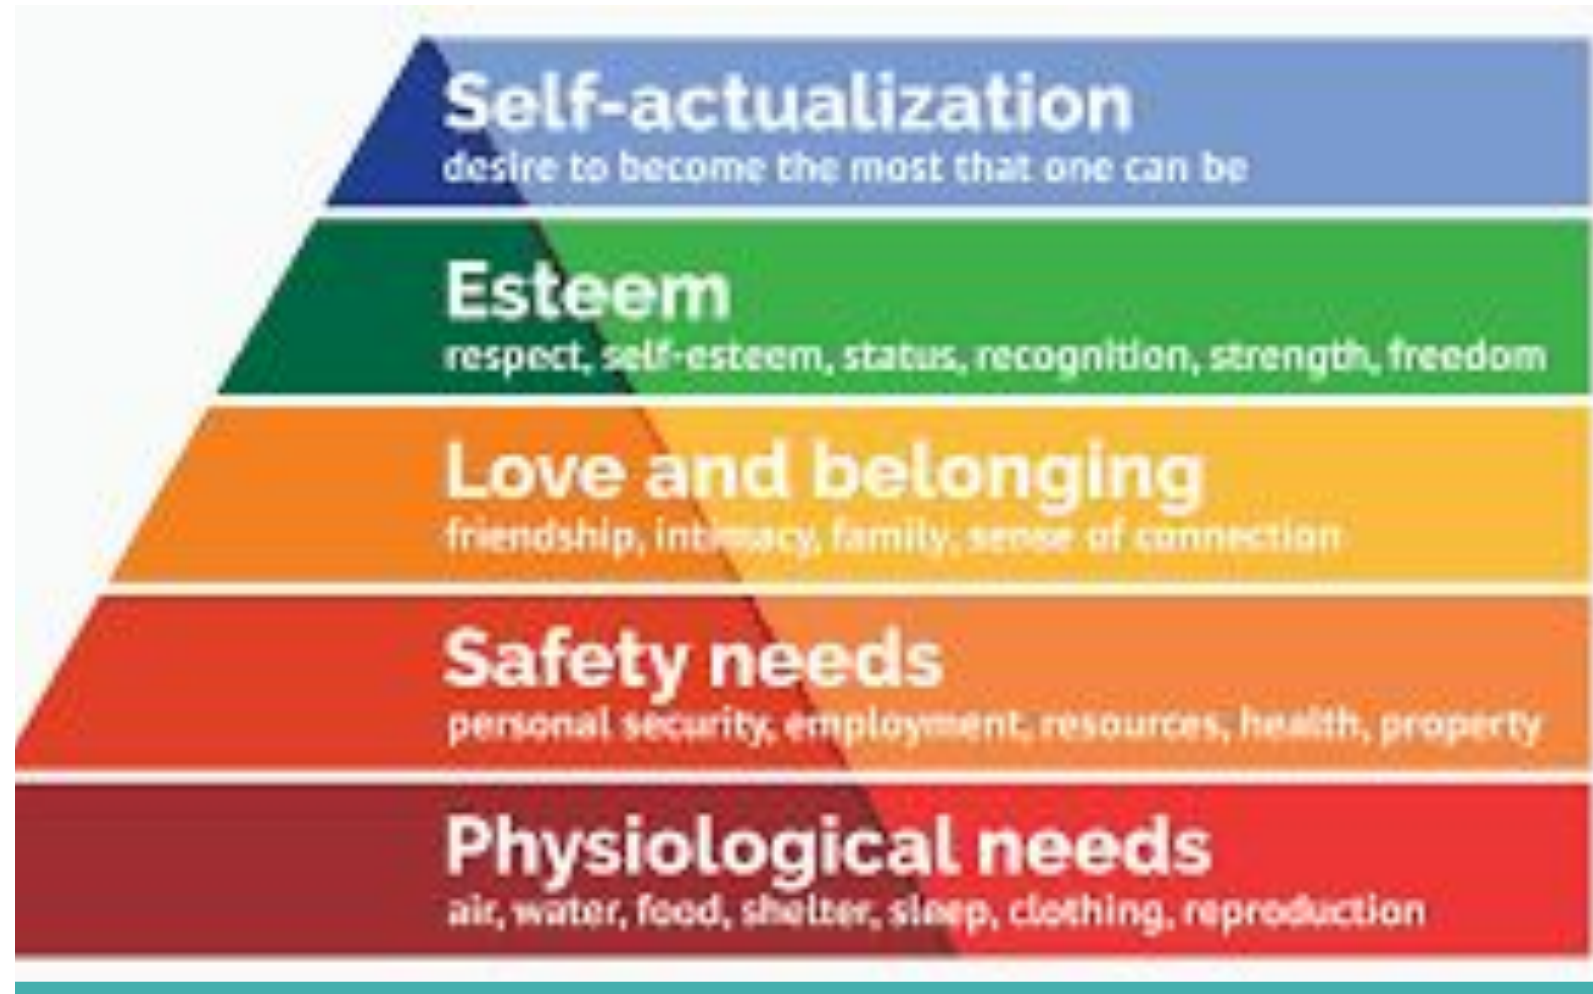 Self-actualization
desire to become the most that one can be
Esteem
respect, self-esteem, status, recognition, strength, freedom
Love and belonging
friendship, intimacy, family, sense of connection
Safety needs
personal security, employment, resources, health, property
Physiological needs
air, water, food, shelter, sleep, clothing, reproduction